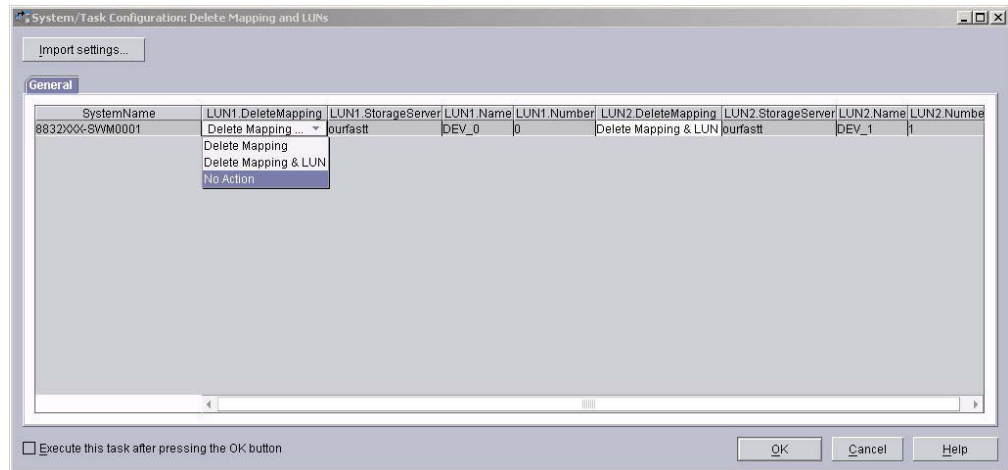 System/Task Configuration: Delete Mapping and LUNs
Import settings...
General
SystemName LUN1.DeleteMapping LUN1.StorageServer LUN1.Name LUN1.Number LUN2.DeleteMapping LUN2.StorageServer LUN2.Name LUN2.Numbe
8832XXX-SWM0001 Delete Mapping ... ourfastt DEV_0 0 Delete Mapping & LUN ourfastt DEV_1 1
Delete Mapping
Delete Mapping & LUN
No Action
Execute this task after pressing the OK button
OK Cancel Help